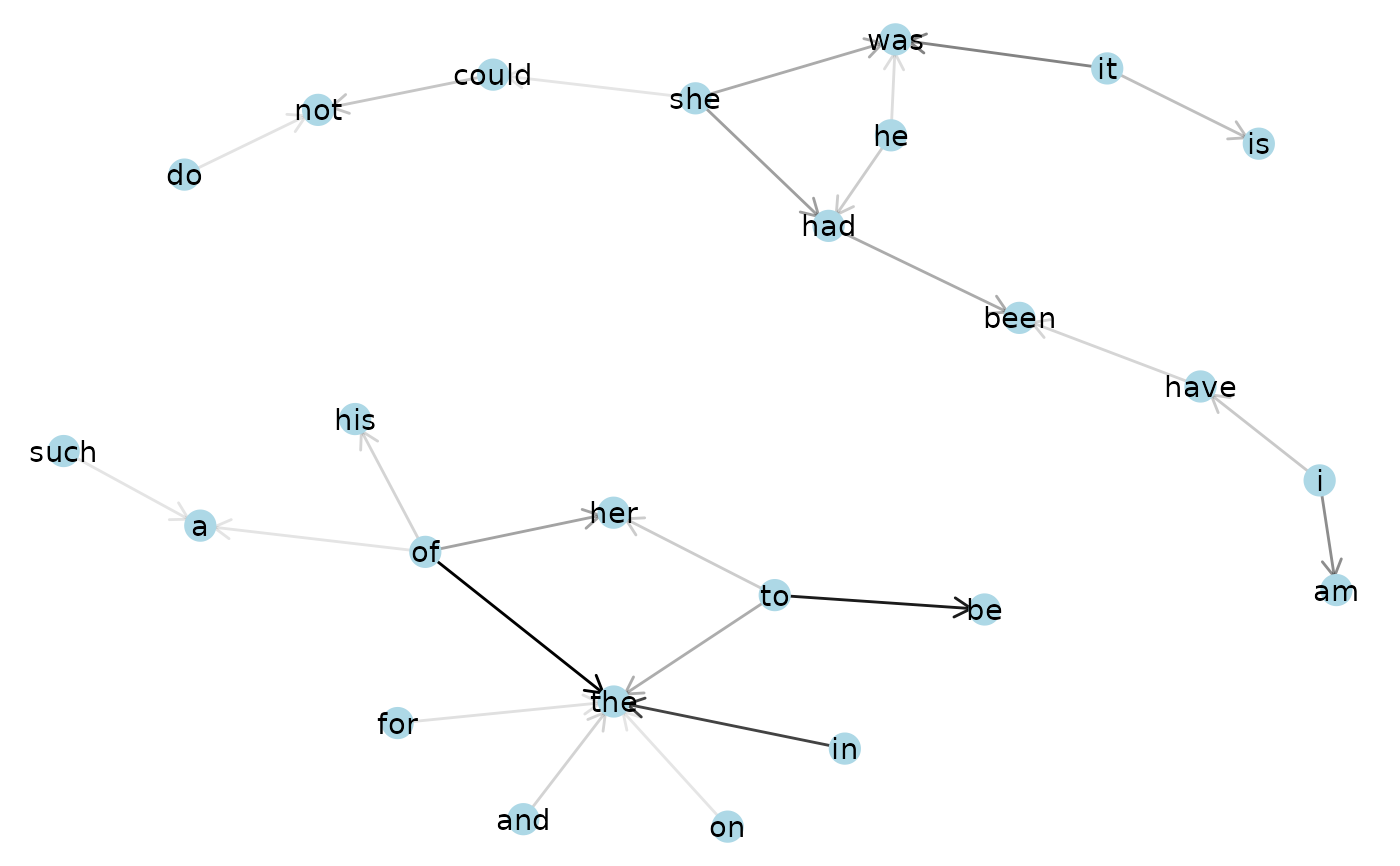 was
it
could
she
not
he
is
do
had
been
have
his
such
i
her
a
of
am
to
be
the
for
in
and
on